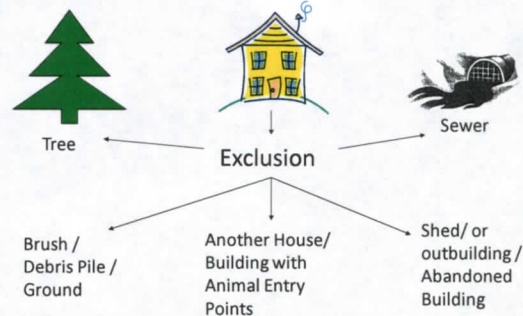 Tree
Sewer
Exclusion
Brush /
Debris Pile /
Ground
Another House/
Building with
Animal Entry
Points
Shed/ or
outbuilding /
Abandoned
Building